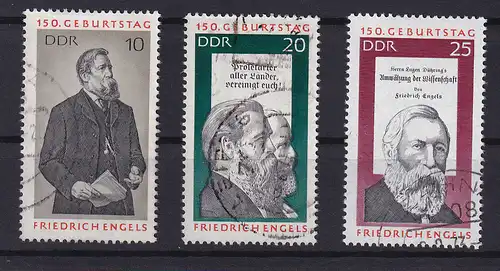 150. GEBURTSTAG
DDR 10
FRIEDRICH ENGELS
150. GEBURTSTAG
DDR 20
Proletarier
aller Länder,
vereinigt euch!
FRIEDRICH ENGELS
150. GEBURTSTAG
DDR 25
Herrn Eugen Dühring's
Umwälzung der Wissenschaft
Von
Friedrich Engels
FRIEDRICH ENGELS